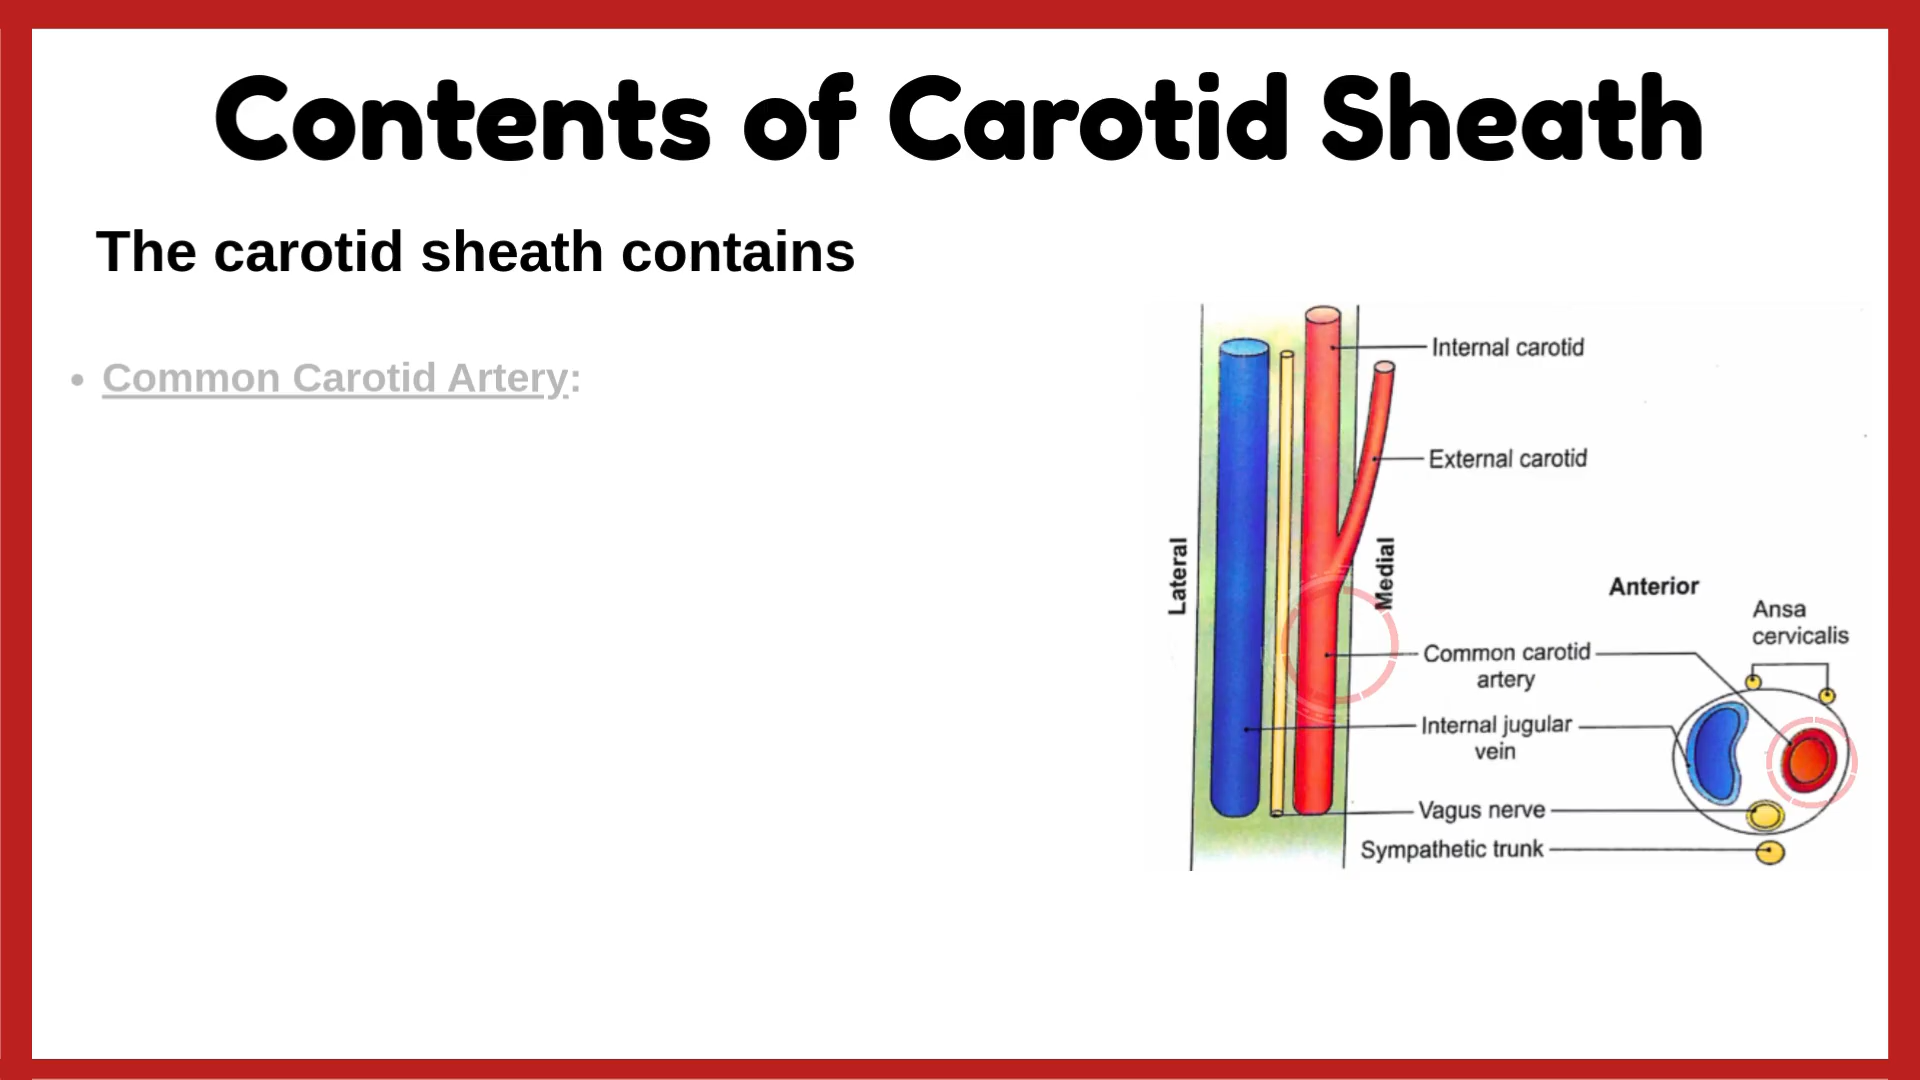 Contents of Carotid Sheath
The carotid sheath contains
• Common Carotid Artery:
Internal carotid
External carotid
Lateral
Medial
Anterior
Ansa
cervicalis
Common carotid
artery
Internal jugular
vein
Vagus nerve
Sympathetic trunk